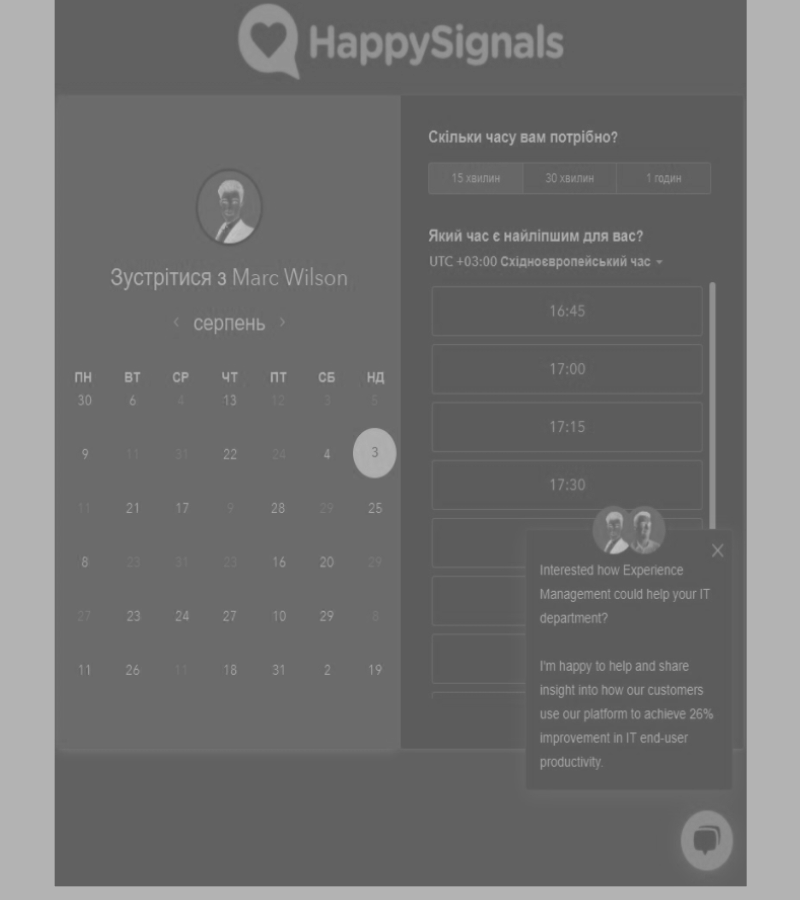 HappySignals
Зустрітися з Marc Wilson
серпень
ПН ВТ СР ЧТ ПТ СБ НД
30 6 4 13 12 3 5
9 11 31 22 24 4 3
11 21 17 9 28 29 25
8 23 31 23 16 20 29
27 23 24 27 10 29 8
11 26 11 18 31 2 19
Скільки часу вам потрібно?
15 хвилин 30 хвилин 1 годин
Який час є найліпшим для вас?
UTC +03:00 Східноєвропейський час
16:45
17:00
17:15
17:30
Interested how Experience
Management could help your IT
department?
I'm happy to help and share
insight into how our customers
use our platform to achieve 26%
improvement in IT end-user
productivity.